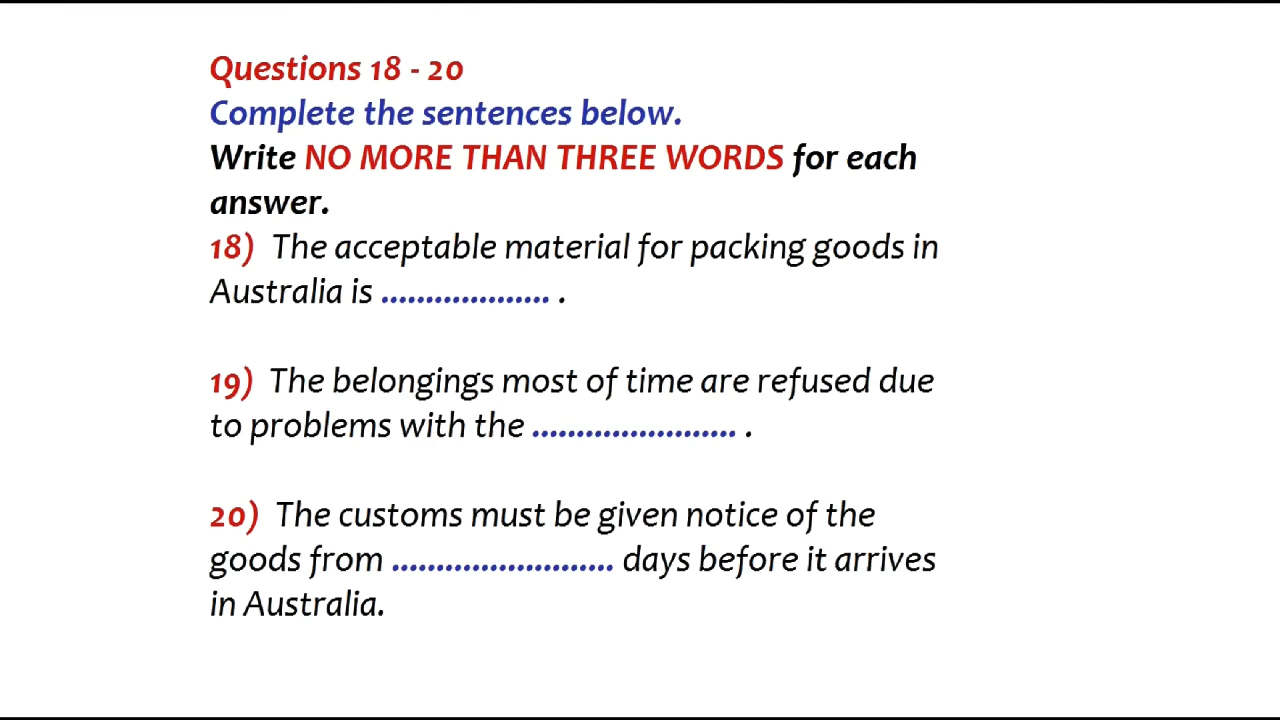 Questions 18 - 20
Complete the sentences below.
Write NO MORE THAN THREE WORDS for each
answer.
18) The acceptable material for packing goods in
Australia is ................... .
19) The belongings most of time are refused due
to problems with the ....................... .
20) The customs must be given notice of the
goods from ......................... days before it arrives
in Australia.